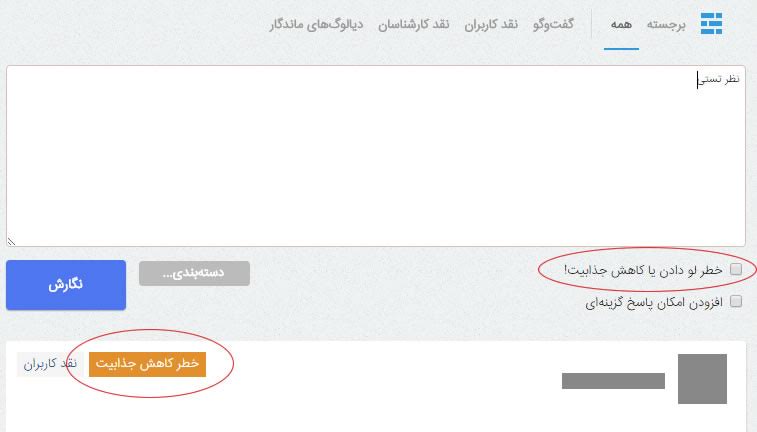 برجسته همه گفت‌وگو نقد کاربران نقد کارشناسان دیالوگ‌های ماندگار
نظر تستی
خطر لو دادن یا کاهش جذابیت!
دسته‌بندی...
نگارش
افزودن امکان پاسخ گزینه‌ای
خطر کاهش جذابیت
نقد کاربران